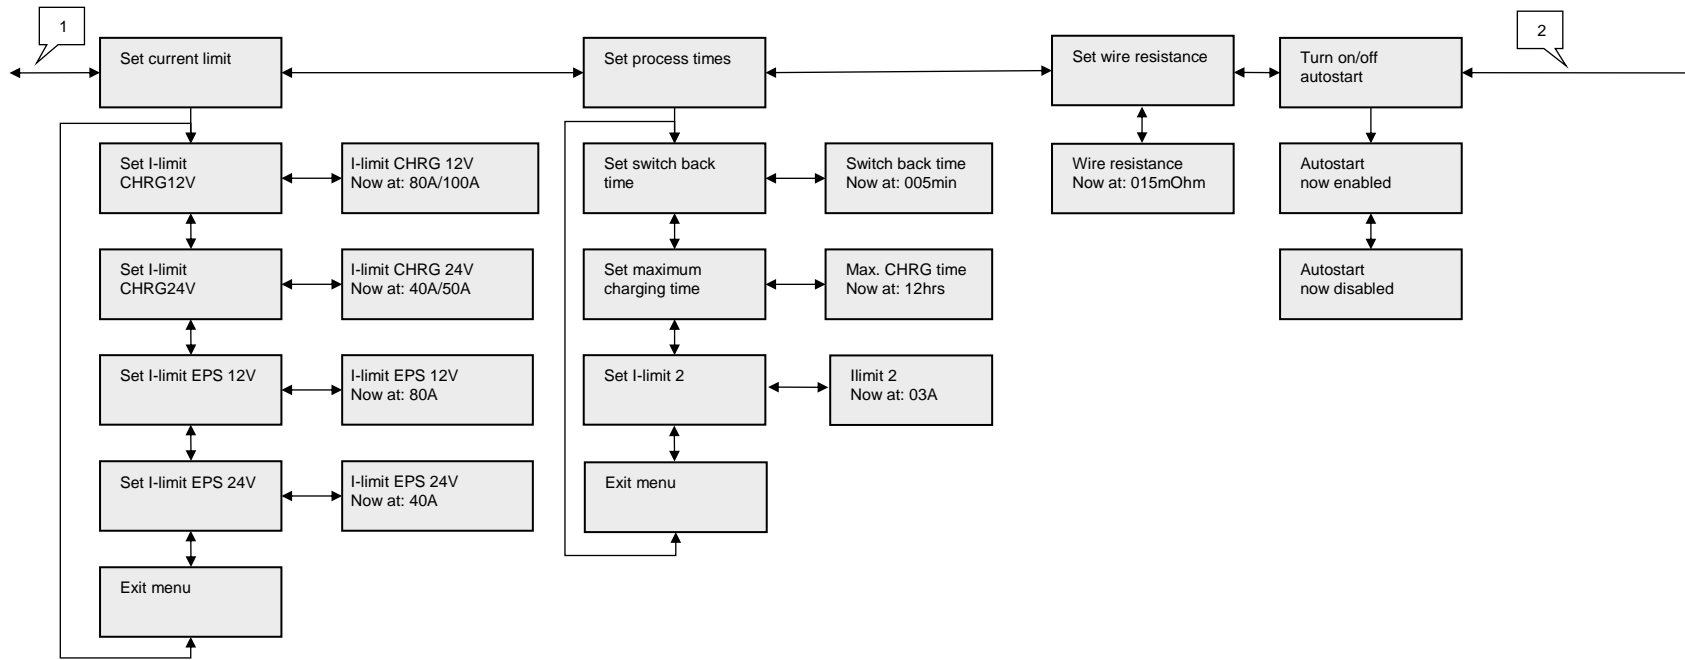 1
2
Set current limit
Set process times
Set wire resistance
Turn on/off
autostart
Set I-limit
CHRG12V
I-limit CHRG 12V
Now at: 80A/100A
Set switch back
time
Switch back time
Now at: 005min
Wire resistance
Now at: 015mOhm
Autostart
now enabled
Set I-limit
CHRG24V
I-limit CHRG 24V
Now at: 40A/50A
Set maximum
charging time
Max. CHRG time
Now at: 12hrs
Autostart
now disabled
Set I-limit EPS 12V
I-limit EPS 12V
Now at: 80A
Set I-limit 2
Ilimit 2
Now at: 03A
Set I-limit EPS 24V
I-limit EPS 24V
Now at: 40A
Exit menu
Exit menu